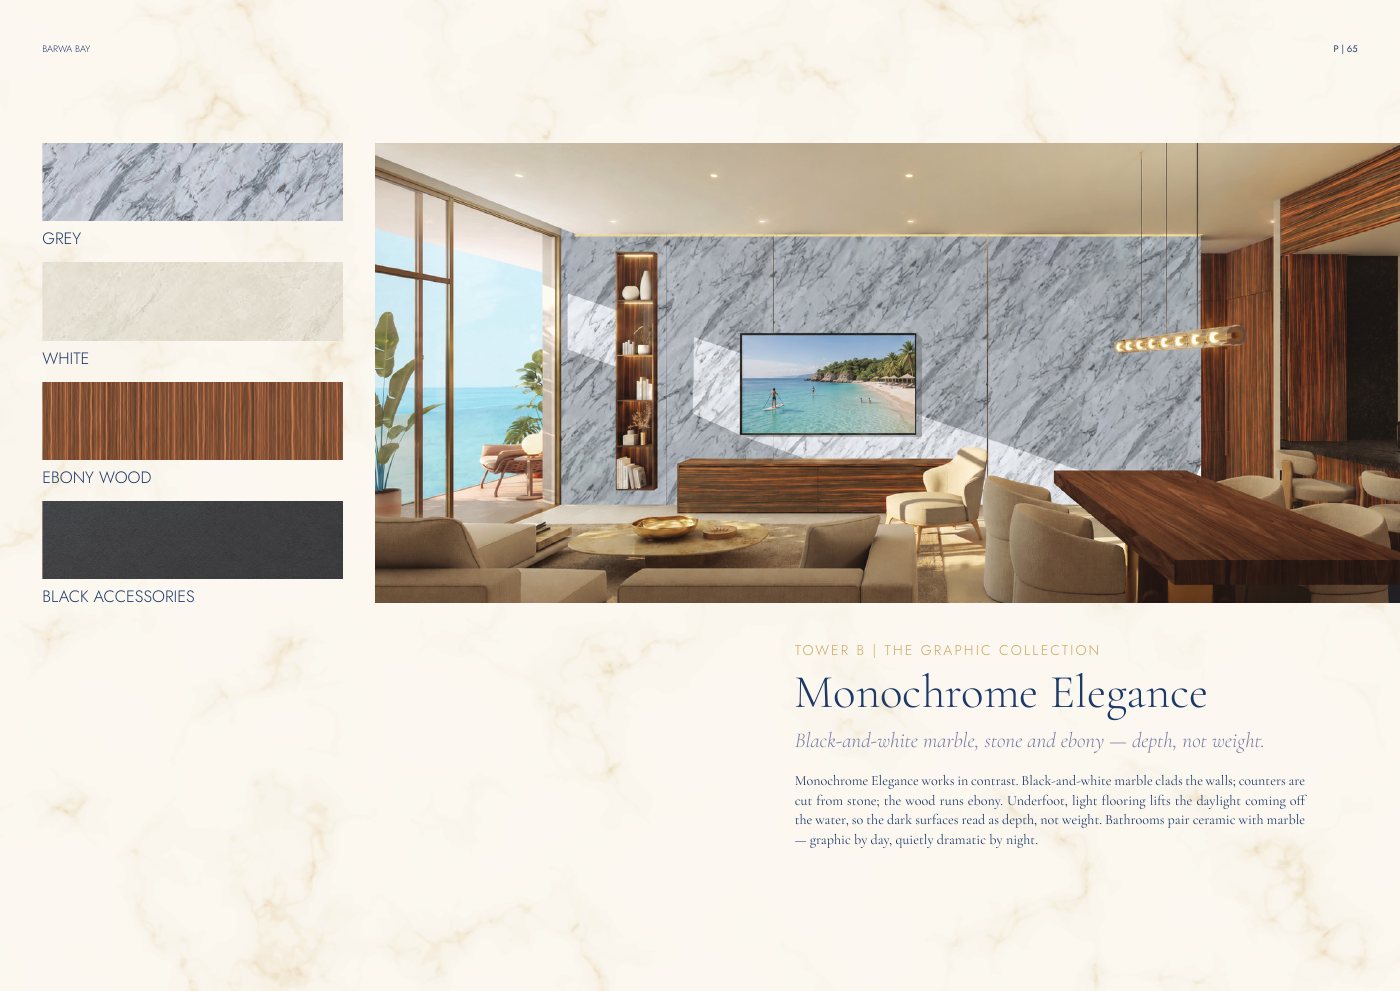 BARWA BAY
P | 65
GREY
WHITE
EBONY WOOD
BLACK ACCESSORIES
TOWER B | THE GRAPHIC COLLECTION
Monochrome Elegance
Black-and-white marble, stone and ebony — depth, not weight.
Monochrome Elegance works in contrast. Black-and-white marble clads the walls; counters are
cut from stone; the wood runs ebony. Underfoot, light flooring lifts the daylight coming off
the water, so the dark surfaces read as depth, not weight. Bathrooms pair ceramic with marble
— graphic by day, quietly dramatic by night.